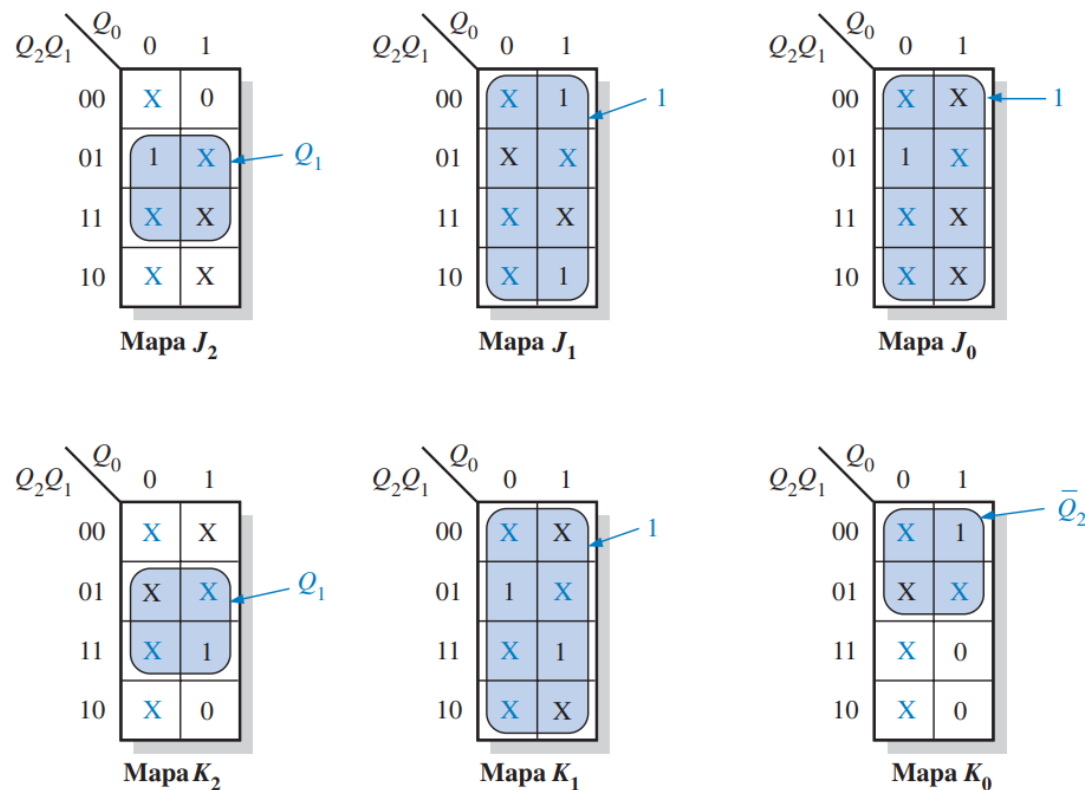 Q₀ Q₀ Q₀
Q₂Q₁ 0 1 Q₂Q₁ 0 1 Q₂Q₁ 0 1
00 X 0 00 X 1 1 00 X X 1
01 1 X Q₁ 01 X X 01 1 X
11 X X 11 X X 11 X X
10 X X 10 X 1 10 X X
Mapa J₂ Mapa J₁ Mapa J₀
Q₀ Q₀ Q₀
Q₂Q₁ 0 1 Q₂Q₁ 0 1 Q₂Q₁ 0 1
00 X X 00 X X 1 00 X 1 Q̅₂
01 X X Q₁ 01 1 X 01 X X
11 X 1 11 X 1 11 X 0
10 X 0 10 X X 10 X 0
Mapa K₂ Mapa K₁ Mapa K₀